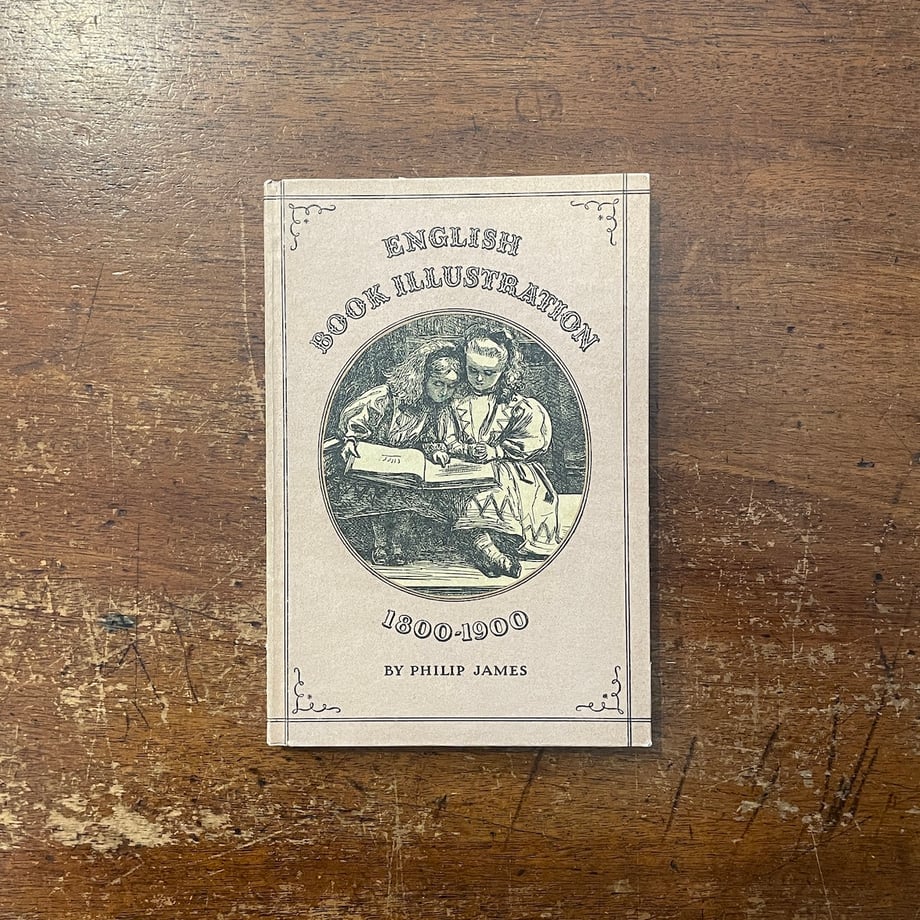 ENGLISH
BOOK ILLUSTRATION
1800-1900
BY PHILIP JAMES